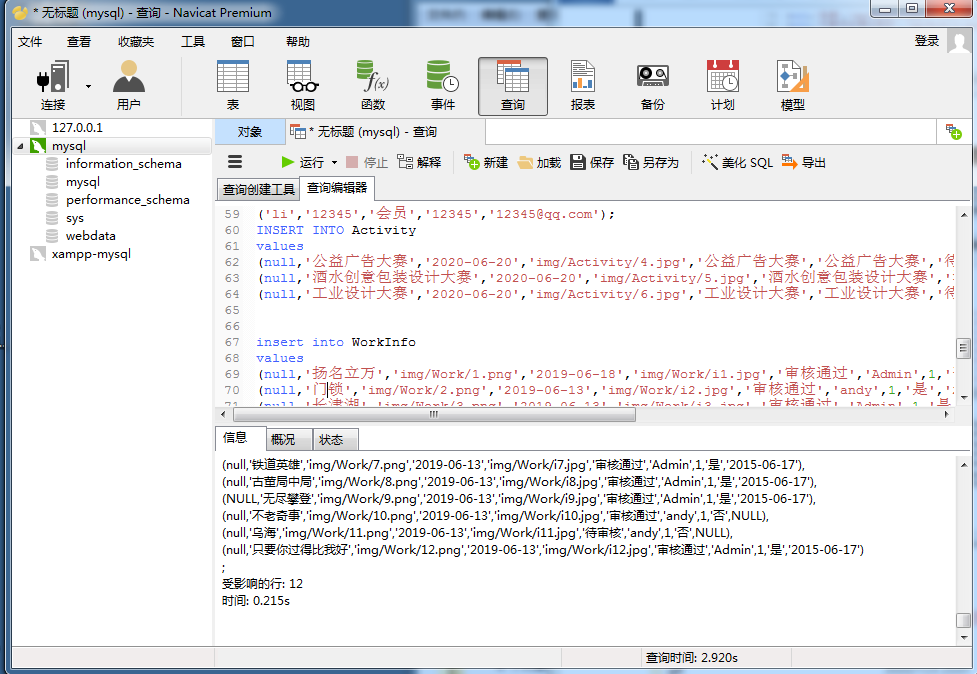 * 无标题 (mysql) - 查询 - Navicat Premium
文件 查看 收藏夹 工具 窗口 帮助 登录
连接 用户 表 视图 函数 事件 查询 报表 备份 计划 模型
127.0.0.1
mysql
information_schema
mysql
performance_schema
sys
webdata
xampp-mysql
对象 * 无标题 (mysql) - 查询
运行 停止 解释 新建 加载 保存 另存为 美化 SQL 导出
查询创建工具 查询编辑器
59 ('li','12345','会员','12345','12345@qq.com');
60 INSERT INTO Activity
61 values
62 (null,'公益广告大赛','2020-06-20','img/Activity/4.jpg','公益广告大赛','公益广告大赛','待
63 (null,'酒水创意包装设计大赛','2020-06-20','img/Activity/5.jpg','酒水创意包装设计大赛',
64 (null,'工业设计大赛','2020-06-20','img/Activity/6.jpg','工业设计大赛','工业设计大赛','待
65
66
67 insert into WorkInfo
68 values
69 (null,'扬名立万','img/Work/1.png','2019-06-18','img/Work/i1.jpg','审核通过','Admin',1,
70 (null,'门锁','img/Work/2.png','2019-06-13','img/Work/i2.jpg','审核通过','andy',1,'是',
71 (null,'长津湖','img/Work/3.png','2019-06-13','img/Work/i3.jpg','审核通过','Admin',1,'是
信息 概况 状态
(null,'铁道英雄','img/Work/7.png','2019-06-13','img/Work/i7.jpg','审核通过','Admin',1,'是','2015-06-17'),
(null,'古董局中局','img/Work/8.png','2019-06-13','img/Work/i8.jpg','审核通过','Admin',1,'是','2015-06-17'),
(NULL,'无尽攀登','img/Work/9.png','2019-06-13','img/Work/i9.jpg','审核通过','Admin',1,'是','2015-06-17'),
(null,'不老奇事','img/Work/10.png','2019-06-13','img/Work/i10.jpg','审核通过','andy',1,'否',NULL),
(null,'乌海','img/Work/11.png','2019-06-13','img/Work/i11.jpg','待审核','andy',1,'否',NULL),
(null,'只要你过得比我好','img/Work/12.png','2019-06-13','img/Work/i12.jpg','审核通过','Admin',1,'是','2015-06-17')
;
受影响的行: 12
时间: 0.215s
查询时间: 2.920s